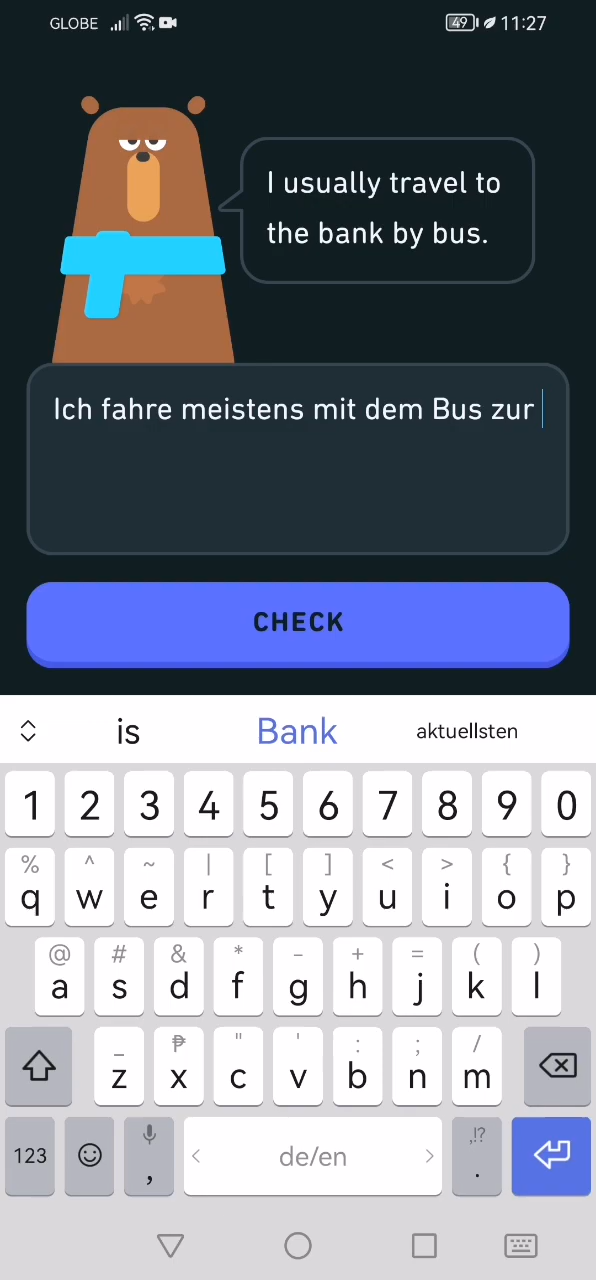 GLOBE 49 11:27
I usually travel to
the bank by bus.
Ich fahre meistens mit dem Bus zur
CHECK
is Bank aktuellsten
1 2 3 4 5 6 7 8 9 0
% ^ ~ | [ ] < > { }
q w e r t y u i o p
@ # & * - + = ( )
a s d f g h j k l
_ ₱ " ' : ; /
z x c v b n m
123 , < de/en > ,!? .